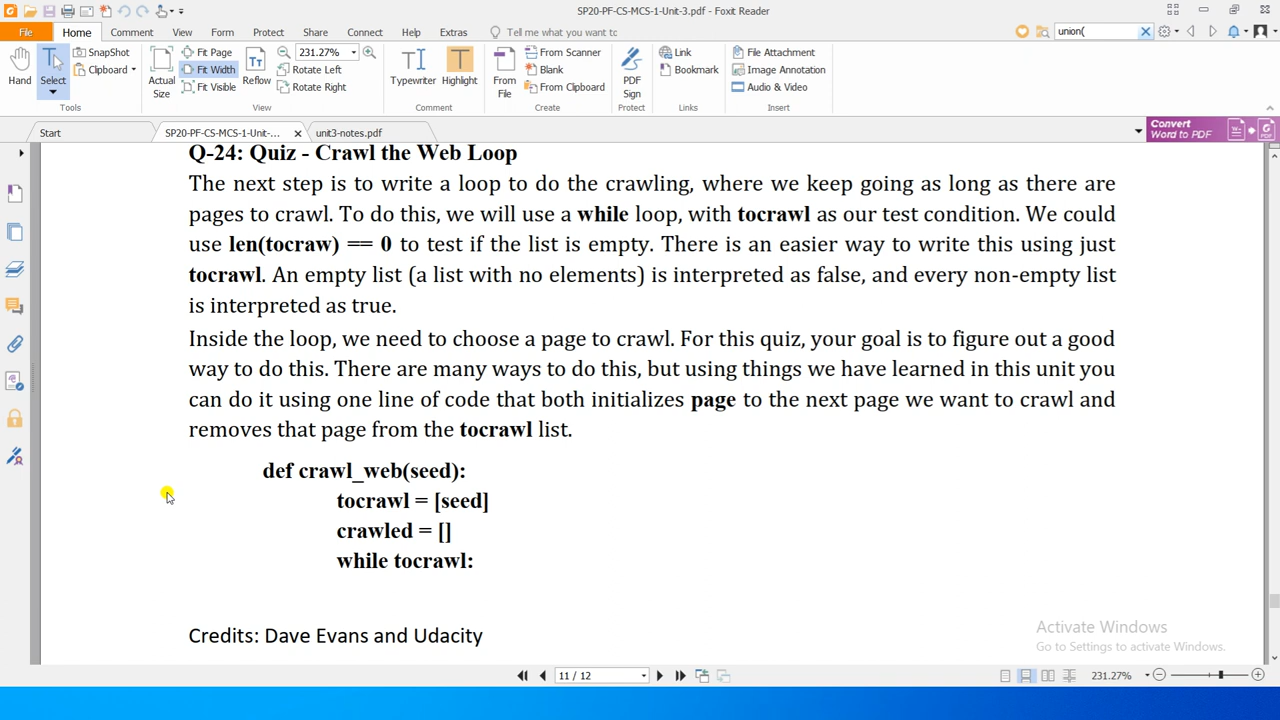 SP20-PF-CS-MCS-1-Unit-3.pdf - Foxit Reader
File Home Comment View Form Protect Share Connect Help Extras Tell me what you want tc union(
Hand Select SnapShot Clipboard
Tools
Actual Size Fit Page Fit Width Fit Visible Reflow 231.27% Rotate Left Rotate Right
View
Typewriter Highlight
Comment
From File From Scanner Blank From Clipboard
Create
PDF Sign
Protect
Link Bookmark
Links
File Attachment Image Annotation Audio & Video
Insert
Start SP20-PF-CS-MCS-1-Unit-... unit3-notes.pdf
Convert
Word to PDF
Q-24: Quiz - Crawl the Web Loop
The next step is to write a loop to do the crawling, where we keep going as long as there are
pages to crawl. To do this, we will use a while loop, with tocrawl as our test condition. We could
use len(tocraw) == 0 to test if the list is empty. There is an easier way to write this using just
tocrawl. An empty list (a list with no elements) is interpreted as false, and every non-empty list
is interpreted as true.
Inside the loop, we need to choose a page to crawl. For this quiz, your goal is to figure out a good
way to do this. There are many ways to do this, but using things we have learned in this unit you
can do it using one line of code that both initializes page to the next page we want to crawl and
removes that page from the tocrawl list.
def crawl_web(seed):
tocrawl = [seed]
crawled = []
while tocrawl:
Credits: Dave Evans and Udacity
Activate Windows
Go to Settings to activate Windows.
11 / 12
231.27%